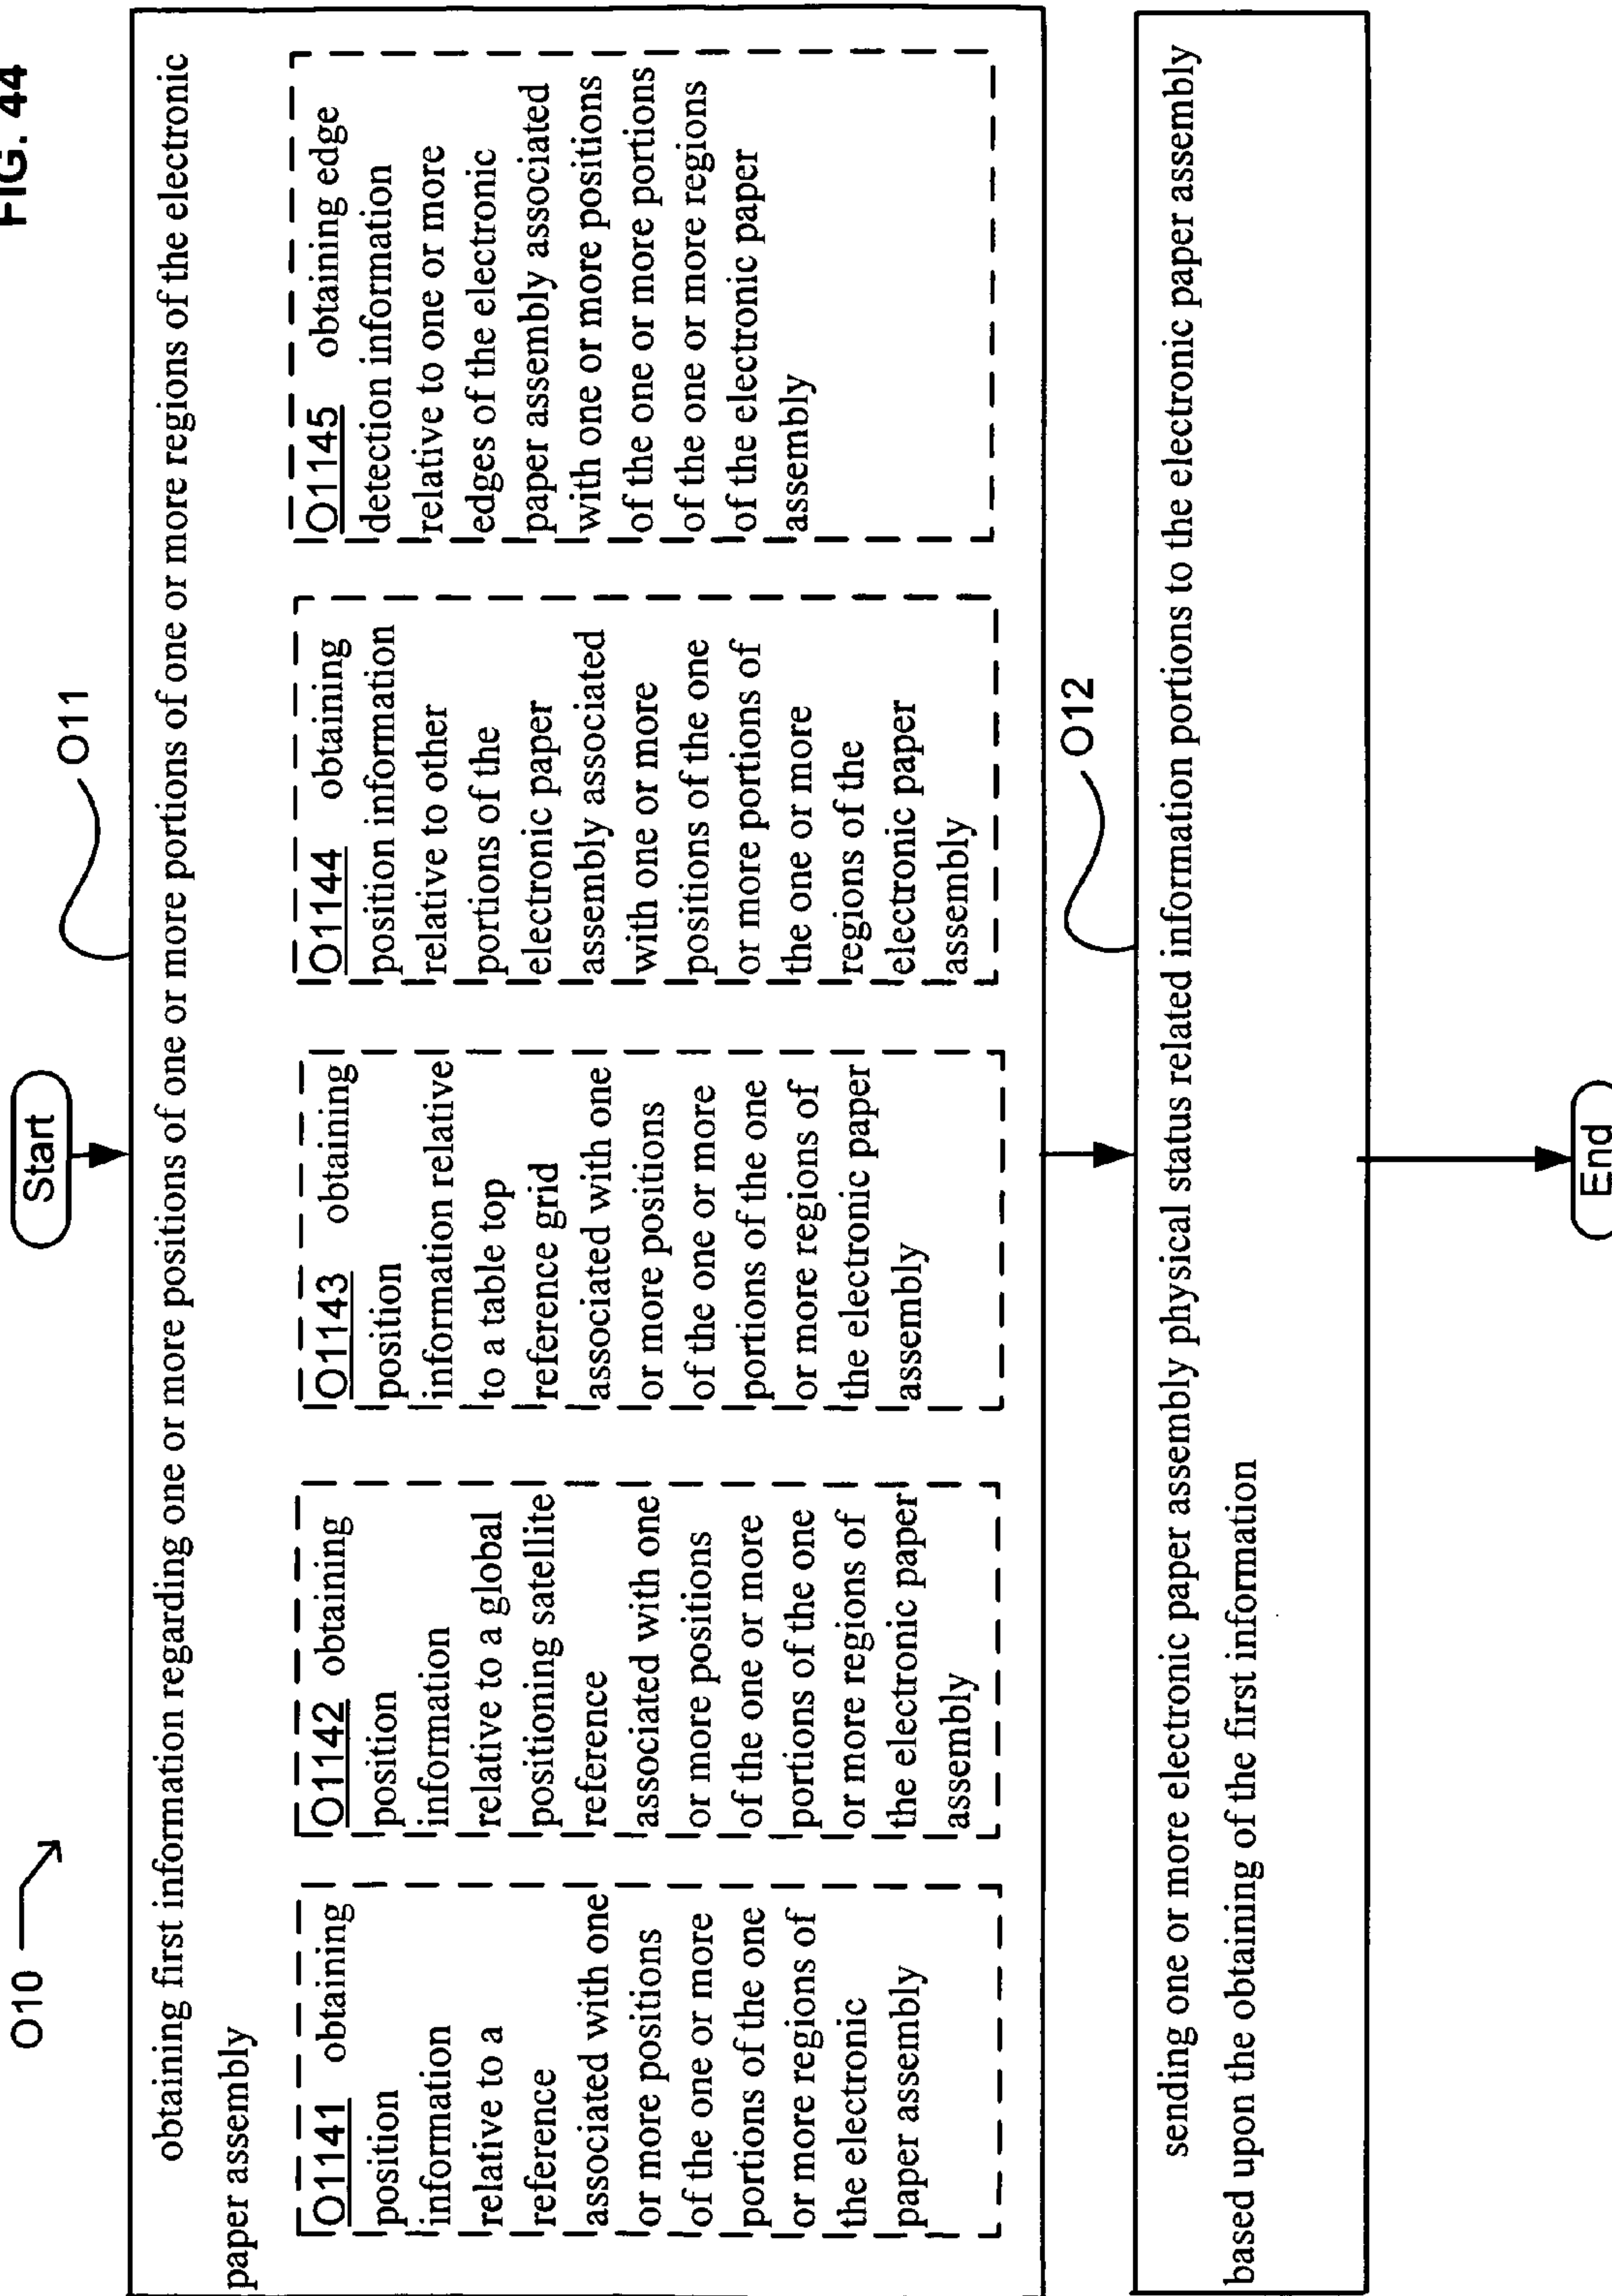 FIG. 44
O10
Start
O11
obtaining first information regarding one or more positions of one or more portions of one or more regions of the electronic
paper assembly
O1141 obtaining
position
information
relative to a
reference
associated with one
or more positions
of the one or more
portions of the one
or more regions of
the electronic
paper assembly
O1142 obtaining
position
information
relative to a global
positioning satellite
reference
associated with one
or more positions
of the one or more
portions of the one
or more regions of
the electronic paper
assembly
O1143 obtaining
position
information relative
to a table top
reference grid
associated with one
or more positions
of the one or more
portions of the one
or more regions of
the electronic paper
assembly
O1144 obtaining
position information
relative to other
portions of the
electronic paper
assembly associated
with one or more
positions of the one
or more portions of
the one or more
regions of the
electronic paper
assembly
O1145 obtaining edge
detection information
relative to one or more
edges of the electronic
paper assembly associated
with one or more positions
of the one or more portions
of the one or more regions
of the electronic paper
assembly
O12
sending one or more electronic paper assembly physical status related information portions to the electronic paper assembly
based upon the obtaining of the first information
End